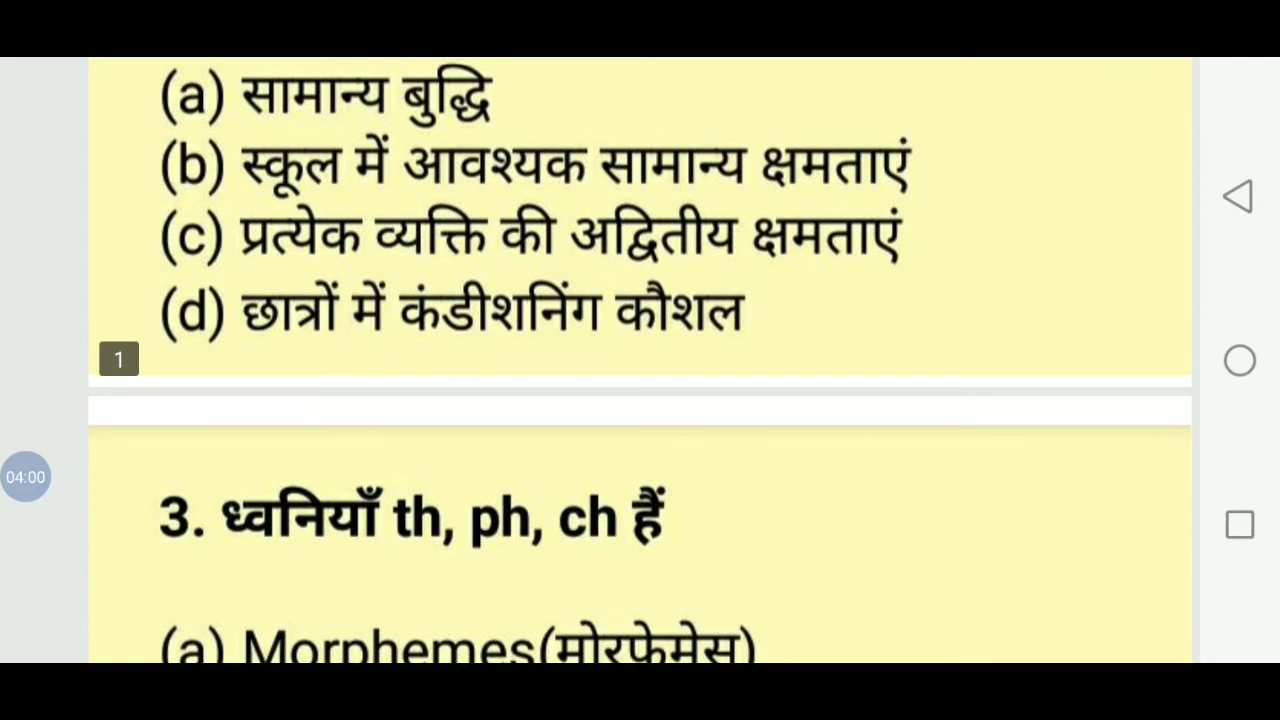 (a) सामान्य बुद्धि
(b) स्कूल में आवश्यक सामान्य क्षमताएं
(c) प्रत्येक व्यक्ति की अद्वितीय क्षमताएं
(d) छात्रों में कंडीशनिंग कौशल
1
04:00
3. ध्वनियाँ th, ph, ch हैं
(a) Morphemes(मोरफेमेस)